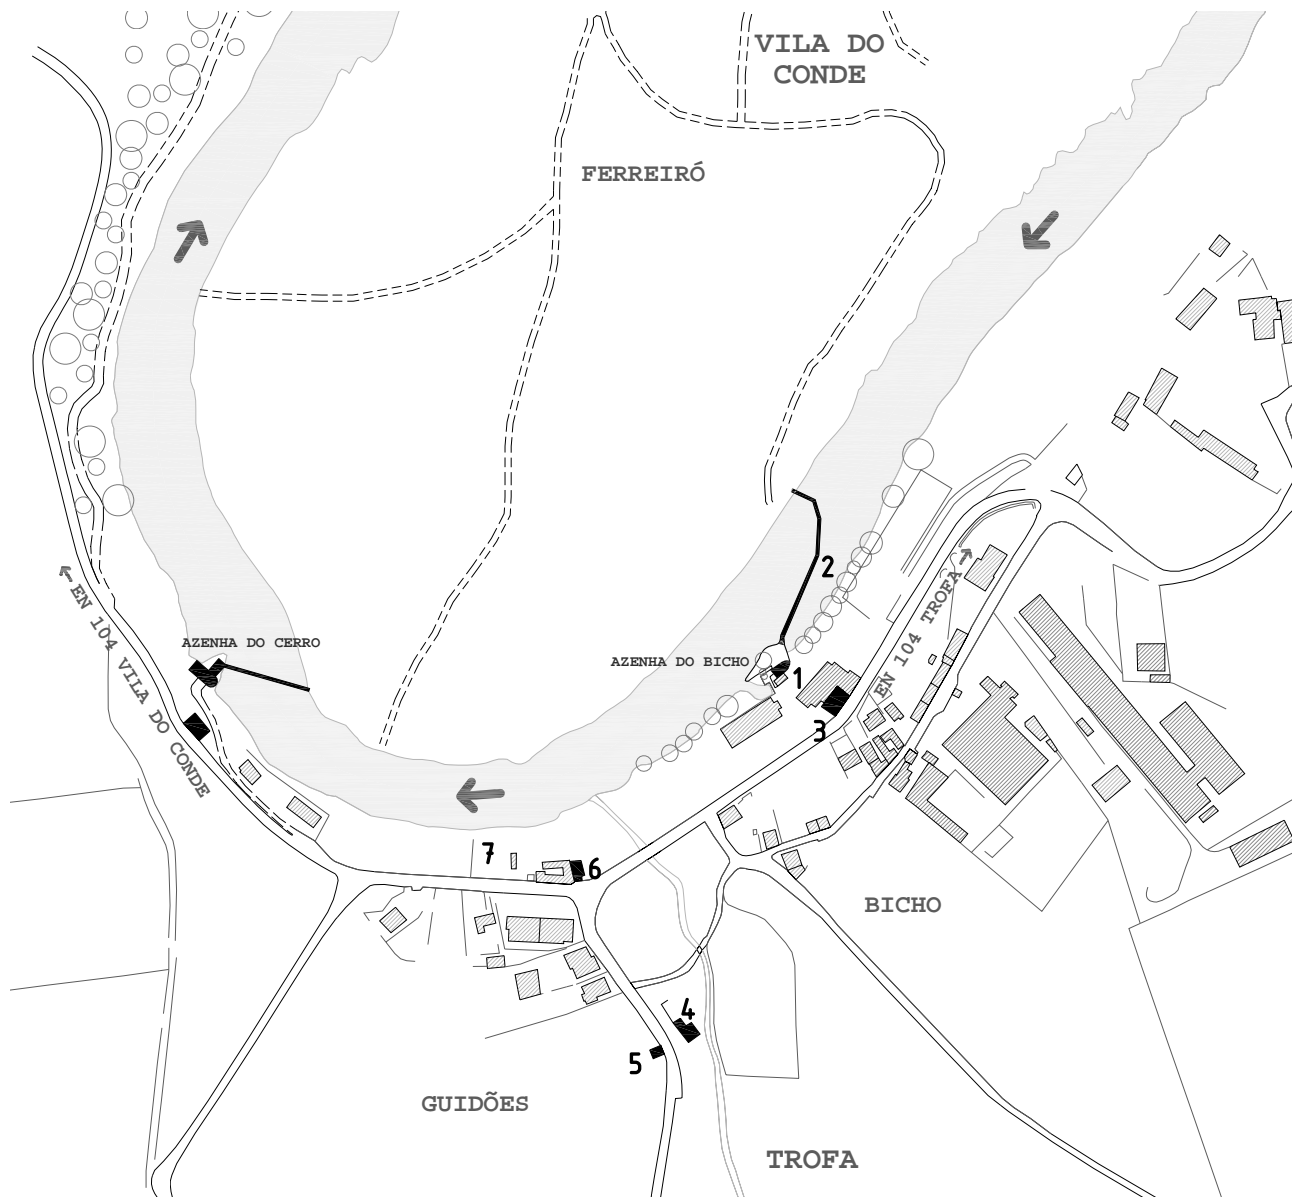 VILA DO
CONDE
FERREIRÓ
2
EN 104 TROFA
AZENHA DO CERRO
EN 104 VILA DO CONDE
AZENHA DO BICHO
1
3
7
6
BICHO
4
5
GUIDÕES
TROFA